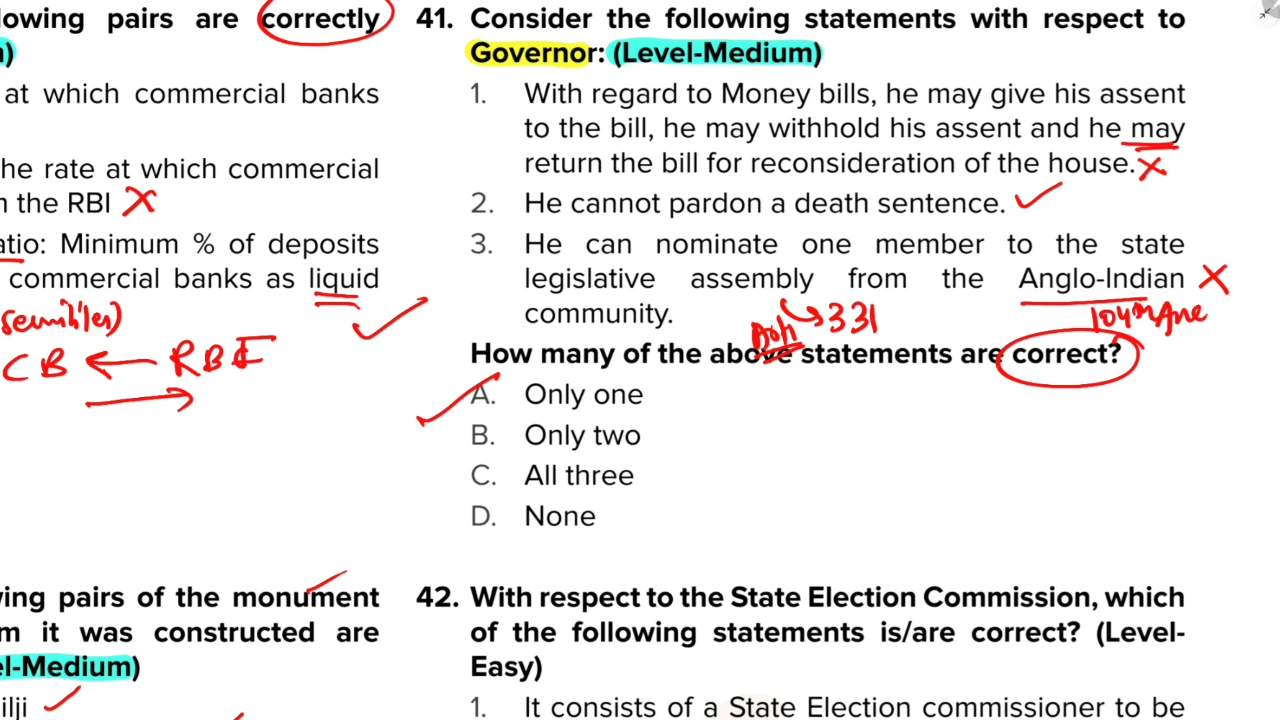 lowing pairs are correctly
)
at which commercial banks
he rate at which commercial
n the RBI X
atio: Minimum % of deposits
commercial banks as liquid
CB ← RBI
ving pairs of the monument
m it was constructed are
el-Medium)
ilji
41. Consider the following statements with respect to
Governor: (Level-Medium)
1. With regard to Money bills, he may give his assent
to the bill, he may withhold his assent and he may
return the bill for reconsideration of the house. X
2. He cannot pardon a death sentence. ✓
3. He can nominate one member to the state
legislative assembly from the Anglo-Indian X
community.
331
How many of the above statements are correct?
A. Only one
B. Only two
C. All three
D. None
42. With respect to the State Election Commission, which
of the following statements is/are correct? (Level-
Easy)
1. It consists of a State Election commissioner to be